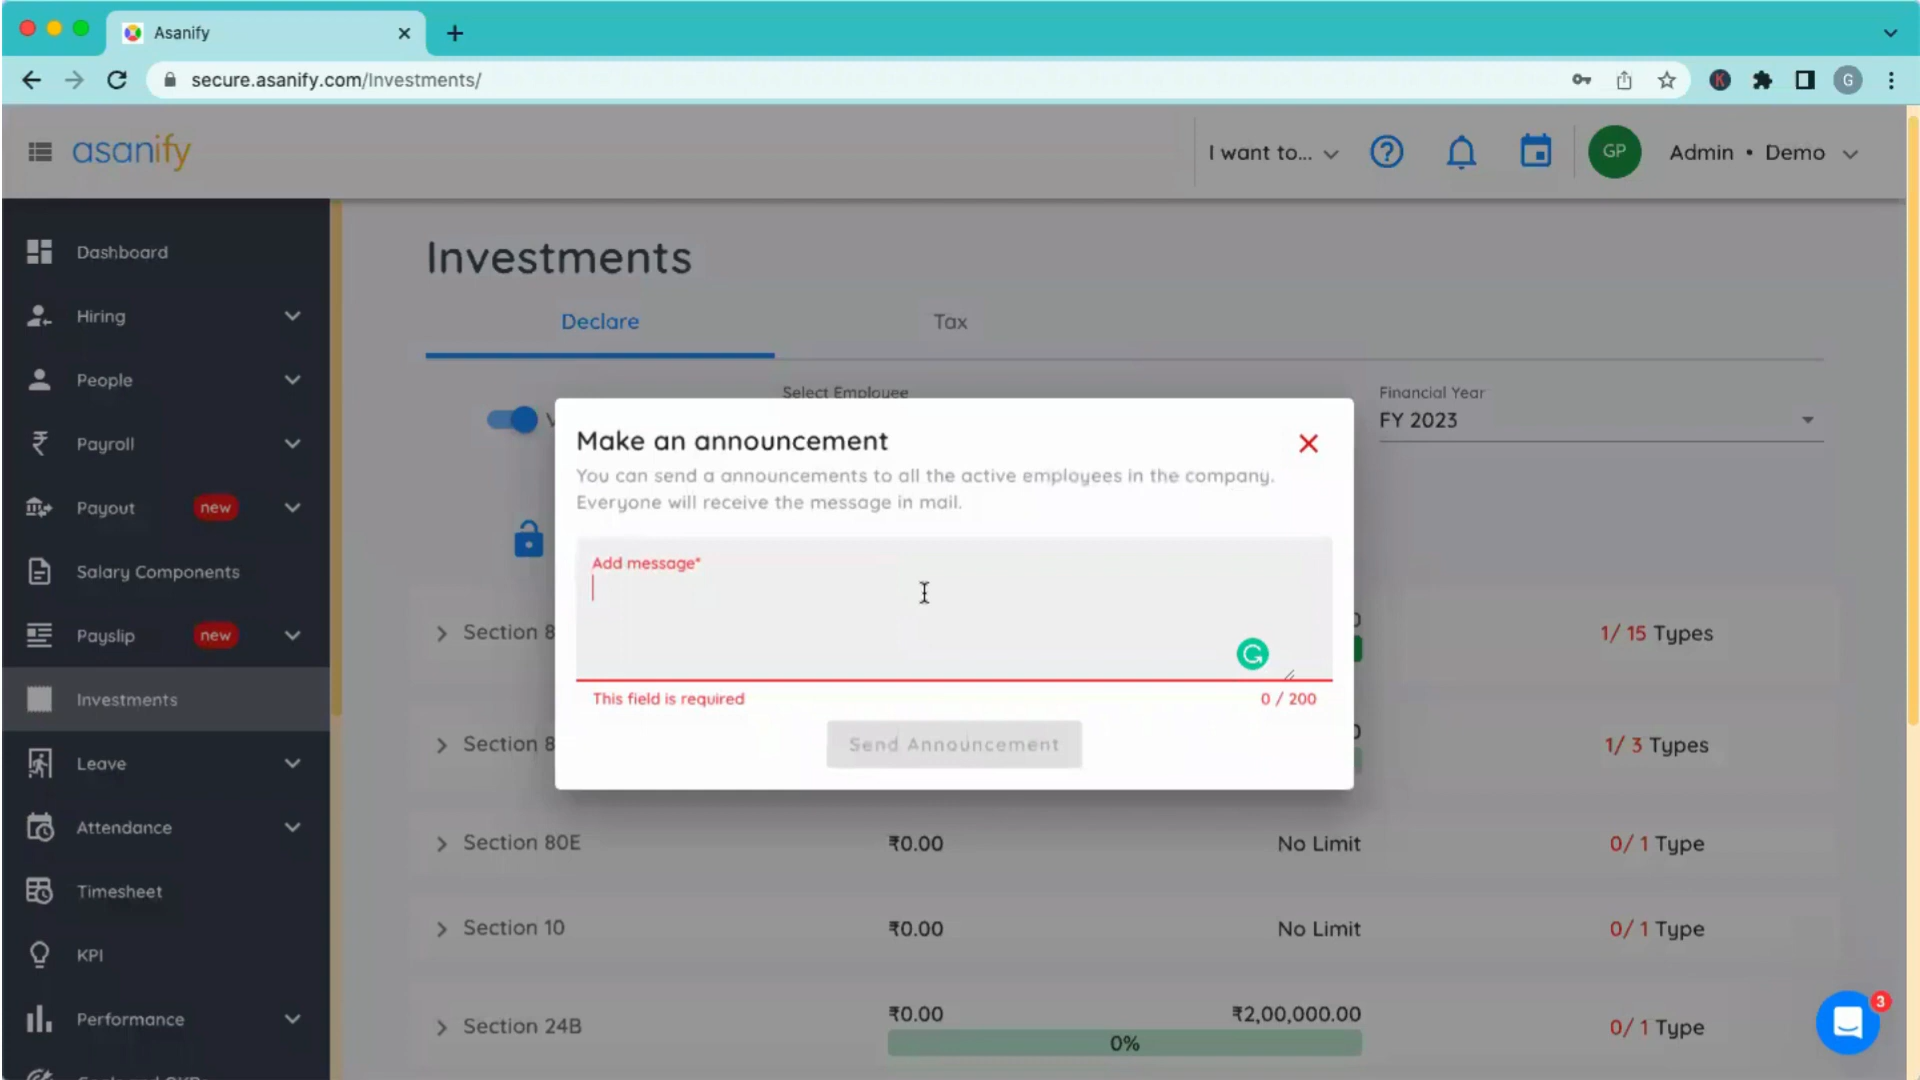 Asanify
secure.asanify.com/Investments/
G
asanify
I want to...
GP
Admin • Demo
Dashboard
Hiring
People
Payroll
Payout new
Salary Components
Payslip new
Investments
Leave
Attendance
Timesheet
KPI
Performance
Investments
Declare
Tax
Select Employee
Financial Year
FY 2023
Make an announcement
You can send a announcements to all the active employees in the company.
Everyone will receive the message in mail.
Add message*
This field is required
0 / 200
Send Announcement
Section 8
1/ 15 Types
Section 8
1/ 3 Types
Section 80E ₹0.00 No Limit 0/ 1 Type
Section 10 ₹0.00 No Limit 0/ 1 Type
Section 24B ₹0.00 ₹2,00,000.00 0/ 1 Type
0%
3